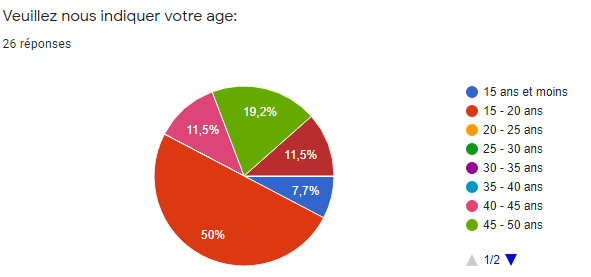 Veuillez nous indiquer votre age:
26 réponses
19,2%
11,5%
11,5%
7,7%
50%
15 ans et moins
15 - 20 ans
20 - 25 ans
25 - 30 ans
30 - 35 ans
35 - 40 ans
40 - 45 ans
45 - 50 ans
1/2